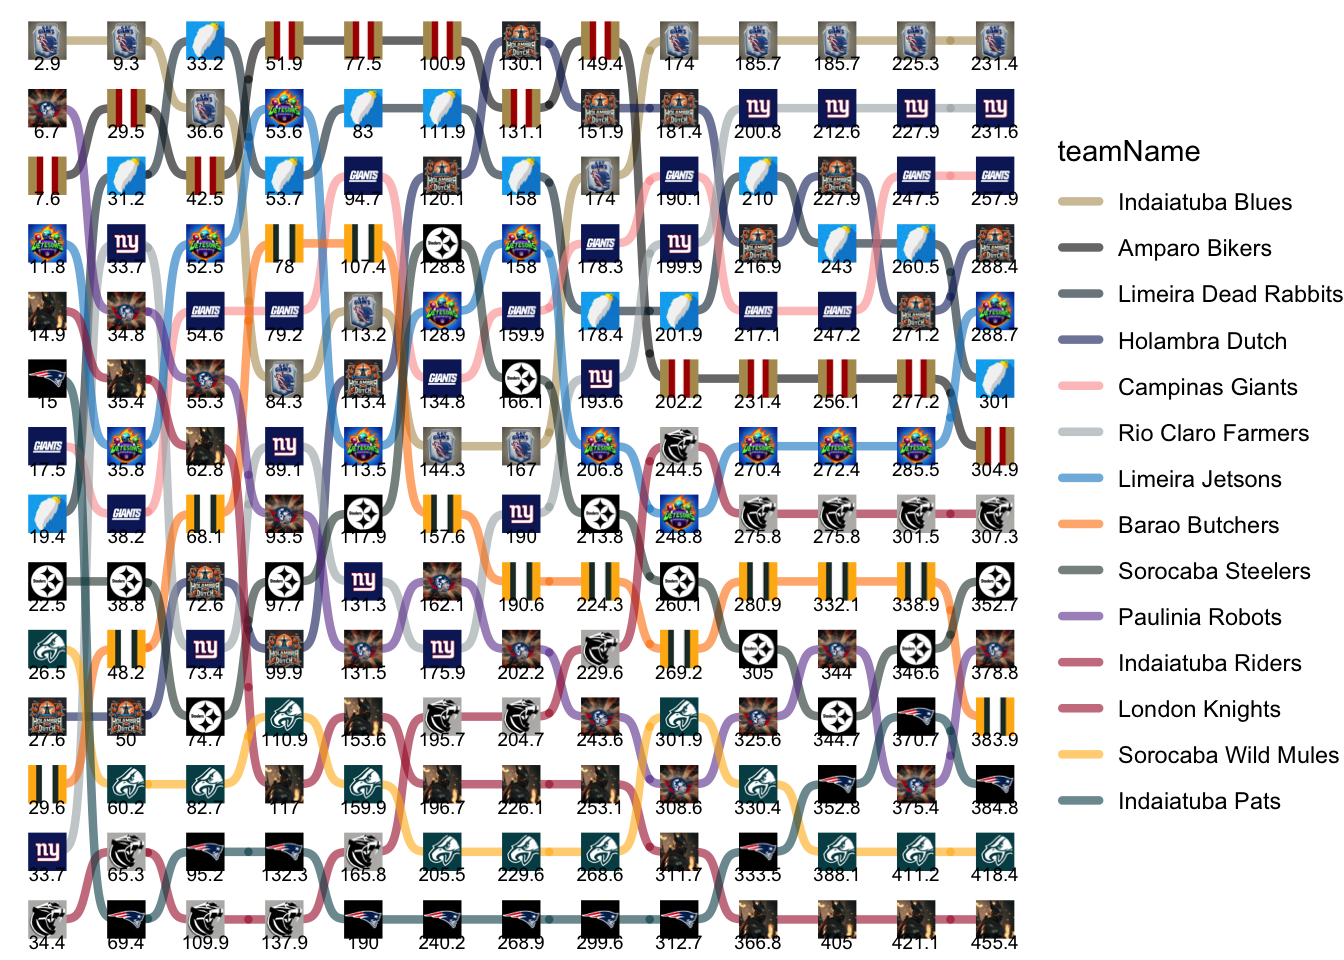 2.9 9.3 33.2 51.9 77.5 100.9 130.1 149.4 174 185.7 185.7 225.3 231.4
6.7 29.5 36.6 53.6 83 111.9 131.1 151.9 181.4 200.8 212.6 227.9 231.6
7.6 31.2 42.5 53.7 94.7 120.1 158 174 190.1 210 227.9 247.5 257.9
11.8 33.7 52.5 78 107.4 128.8 158 178.3 199.9 216.9 243 260.5 288.4
14.9 34.8 54.6 79.2 113.2 128.9 159.9 178.4 201.9 217.1 247.2 271.2 288.7
15 35.4 55.3 84.3 113.4 134.8 166.1 193.6 202.2 231.4 256.1 277.2 301
17.5 35.8 62.8 89.1 113.5 144.3 167 206.8 244.5 270.4 272.4 285.5 304.9
19.4 38.2 68.1 93.5 117.9 157.6 190 213.8 248.8 275.8 275.8 301.5 307.3
22.5 38.8 72.6 97.7 131.3 162.1 190.6 224.3 260.1 280.9 332.1 338.9 352.7
26.5 48.2 73.4 99.9 131.5 175.9 202.2 229.6 269.2 305 344 346.6 378.8
27.6 50 74.7 110.9 153.6 195.7 204.7 243.6 301.9 325.6 344.7 370.7 383.9
29.6 60.2 82.7 117 159.9 196.7 226.1 253.1 308.6 330.4 352.8 375.4 384.8
33.7 65.3 95.2 132.3 165.8 205.5 229.6 268.6 311.7 333.5 388.1 411.2 418.4
34.4 69.4 109.9 137.9 190 240.2 268.9 299.6 312.7 366.8 405 421.1 455.4
teamName
Indaiatuba Blues
Amparo Bikers
Limeira Dead Rabbits
Holambra Dutch
Campinas Giants
Rio Claro Farmers
Limeira Jetsons
Barao Butchers
Sorocaba Steelers
Paulinia Robots
Indaiatuba Riders
London Knights
Sorocaba Wild Mules
Indaiatuba Pats